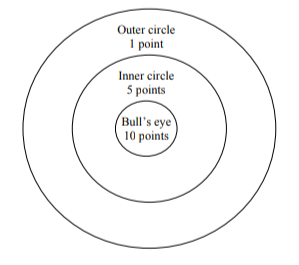 Outer circle
1 point
Inner circle
5 points
Bull's eye
10 points